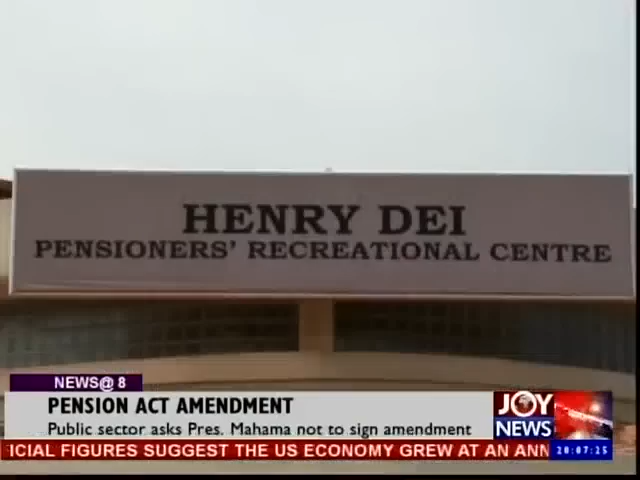 HENRY DEI
PENSIONERS' RECREATIONAL CENTRE
NEWS@ 8
PENSION ACT AMENDMENT
Public sector asks Pres. Mahama not to sign amendment
JOY
NEWS
ICIAL FIGURES SUGGEST THE US ECONOMY GREW AT AN ANN
20:07:25